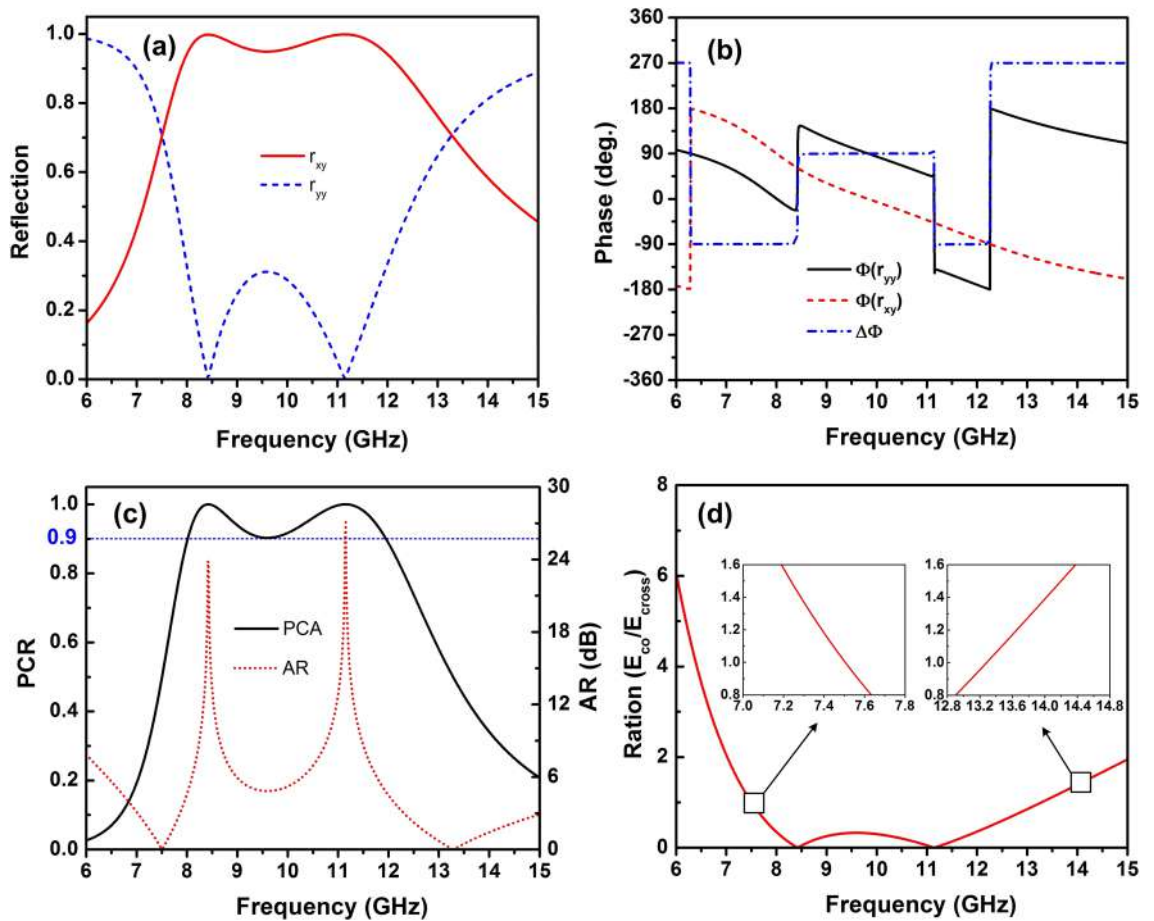 (a)
1.0
0.8
0.6
0.4
0.2
0.0
Reflection
r_xy
r_yy
6 7 8 9 10 11 12 13 14 15
Frequency (GHz)
(b)
360
270
180
90
0
-90
-180
-270
-360
Phase (deg.)
Φ(r_yy)
Φ(r_xy)
ΔΦ
6 7 8 9 10 11 12 13 14 15
Frequency (GHz)
(c)
1.0
0.9
0.8
0.6
0.4
0.2
0.0
PCR
PCA
AR
30
24
18
12
6
0
AR (dB)
6 7 8 9 10 11 12 13 14 15
Frequency (GHz)
(d)
8
6
4
2
0
Ration (E_co/E_cross)
1.6
1.4
1.2
1.0
0.8
7.0 7.2 7.4 7.6 7.8
1.6
1.4
1.2
1.0
0.8
12.8 13.2 13.6 14.0 14.4 14.8
6 7 8 9 10 11 12 13 14 15
Frequency (GHz)